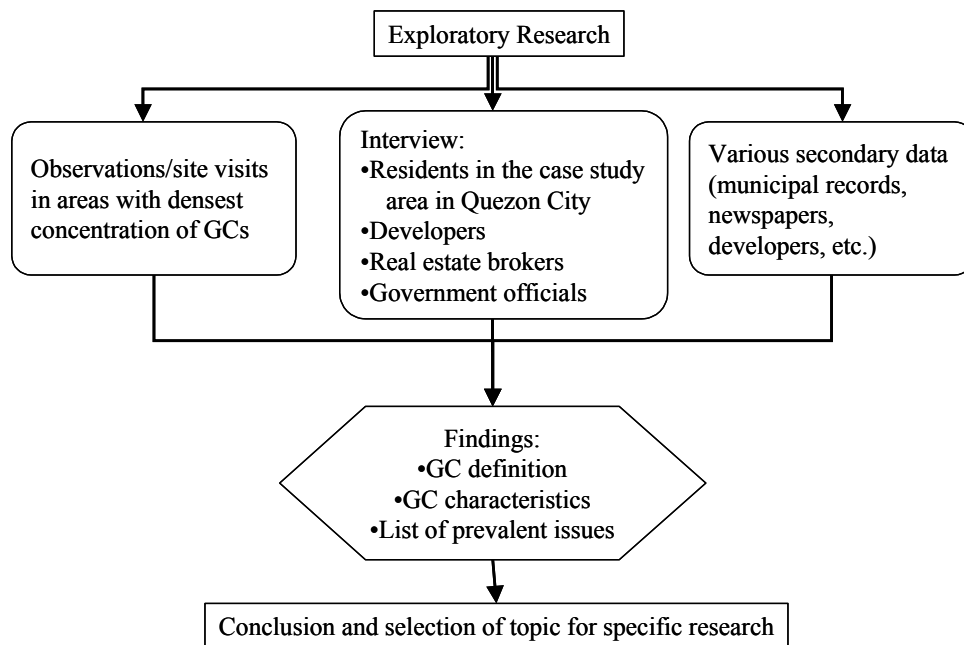 Exploratory Research
Observations/site visits
in areas with densest
concentration of GCs
Interview:
•Residents in the case study
area in Quezon City
•Developers
•Real estate brokers
•Government officials
Various secondary data
(municipal records,
newspapers,
developers, etc.)
Findings:
•GC definition
•GC characteristics
•List of prevalent issues
Conclusion and selection of topic for specific research